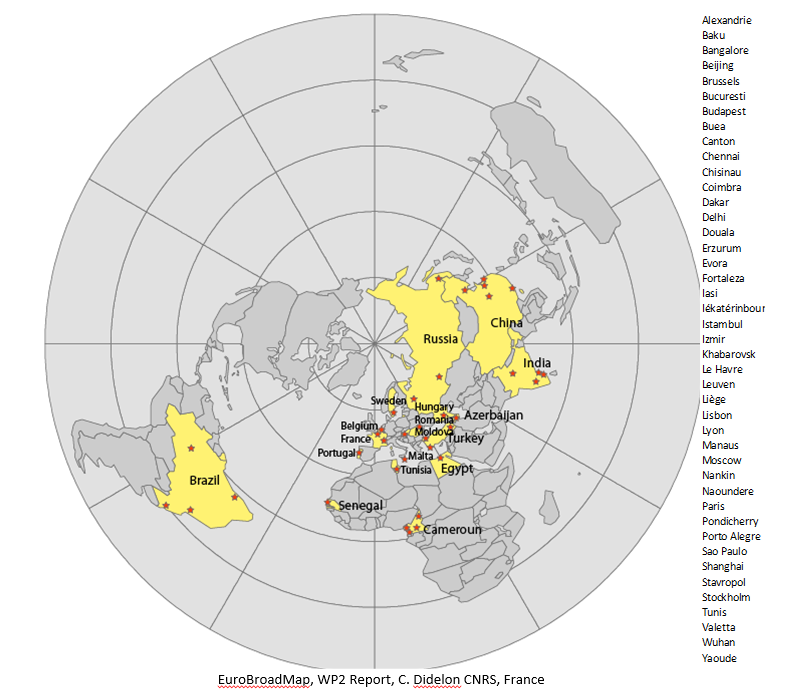 Alexandrie
Baku
Bangalore
Beijing
Brussels
Bucuresti
Budapest
Buea
Canton
Chennai
Chisinau
Coimbra
Dakar
Delhi
Douala
Erzurum
Evora
Fortaleza
Iasi
Iékatérinbour
Istambul
Izmir
Khabarovsk
Le Havre
Leuven
Liège
Lisbon
Lyon
Manaus
Moscow
Nankin
Naoundere
Paris
Pondicherry
Porto Alegre
Sao Paulo
Shanghai
Stavropol
Stockholm
Tunis
Valetta
Wuhan
Yaoude
China
Russia
India
Sweden
Hungary
Azerbaijan
Romania
Belgium
Moldova
France
Turkey
Portugal
Malta
Tunisia
Egypt
Brazil
Senegal
Cameroun
EuroBroadMap, WP2 Report, C. Didelon CNRS, France